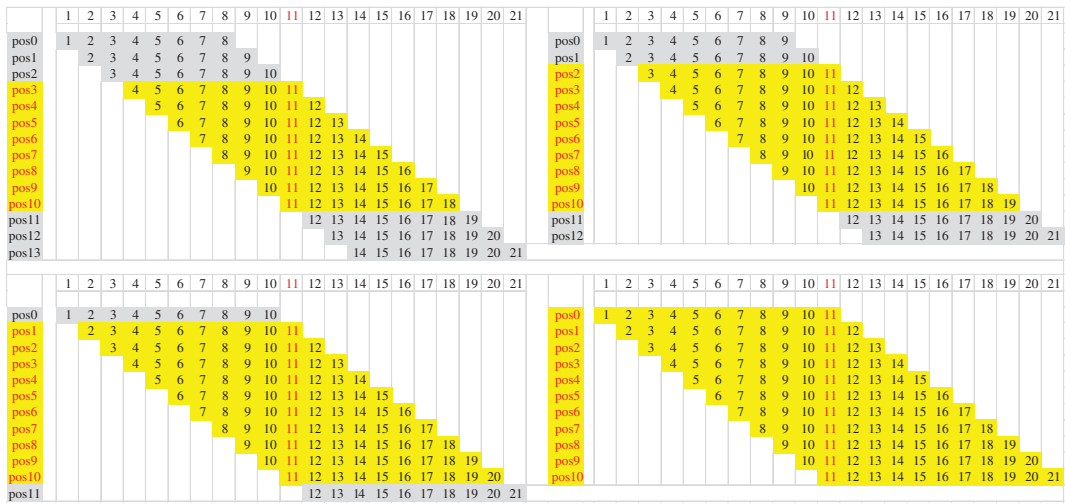 1 2 3 4 5 6 7 8 9 10 11 12 13 14 15 16 17 18 19 20 21
pos0 1 2 3 4 5 6 7 8
pos1 2 3 4 5 6 7 8 9
pos2 3 4 5 6 7 8 9 10
pos3 4 5 6 7 8 9 10 11
pos4 5 6 7 8 9 10 11 12
pos5 6 7 8 9 10 11 12 13
pos6 7 8 9 10 11 12 13 14
pos7 8 9 10 11 12 13 14 15
pos8 9 10 11 12 13 14 15 16
pos9 10 11 12 13 14 15 16 17
pos10 11 12 13 14 15 16 17 18
pos11 12 13 14 15 16 17 18 19
pos12 13 14 15 16 17 18 19 20
pos13 14 15 16 17 18 19 20 21
1 2 3 4 5 6 7 8 9 10 11 12 13 14 15 16 17 18 19 20 21
pos0 1 2 3 4 5 6 7 8 9
pos1 2 3 4 5 6 7 8 9 10
pos2 3 4 5 6 7 8 9 10 11
pos3 4 5 6 7 8 9 10 11 12
pos4 5 6 7 8 9 10 11 12 13
pos5 6 7 8 9 10 11 12 13 14
pos6 7 8 9 10 11 12 13 14 15
pos7 8 9 10 11 12 13 14 15 16
pos8 9 10 11 12 13 14 15 16 17
pos9 10 11 12 13 14 15 16 17 18
pos10 11 12 13 14 15 16 17 18 19
pos11 12 13 14 15 16 17 18 19 20
pos12 13 14 15 16 17 18 19 20 21
1 2 3 4 5 6 7 8 9 10 11 12 13 14 15 16 17 18 19 20 21
pos0 1 2 3 4 5 6 7 8 9 10
pos1 2 3 4 5 6 7 8 9 10 11
pos2 3 4 5 6 7 8 9 10 11 12
pos3 4 5 6 7 8 9 10 11 12 13
pos4 5 6 7 8 9 10 11 12 13 14
pos5 6 7 8 9 10 11 12 13 14 15
pos6 7 8 9 10 11 12 13 14 15 16
pos7 8 9 10 11 12 13 14 15 16 17
pos8 9 10 11 12 13 14 15 16 17 18
pos9 10 11 12 13 14 15 16 17 18 19
pos10 11 12 13 14 15 16 17 18 19 20
pos11 12 13 14 15 16 17 18 19 20 21
1 2 3 4 5 6 7 8 9 10 11 12 13 14 15 16 17 18 19 20 21
pos0 1 2 3 4 5 6 7 8 9 10 11
pos1 2 3 4 5 6 7 8 9 10 11 12
pos2 3 4 5 6 7 8 9 10 11 12 13
pos3 4 5 6 7 8 9 10 11 12 13 14
pos4 5 6 7 8 9 10 11 12 13 14 15
pos5 6 7 8 9 10 11 12 13 14 15 16
pos6 7 8 9 10 11 12 13 14 15 16 17
pos7 8 9 10 11 12 13 14 15 16 17 18
pos8 9 10 11 12 13 14 15 16 17 18 19
pos9 10 11 12 13 14 15 16 17 18 19 20
pos10 11 12 13 14 15 16 17 18 19 20 21